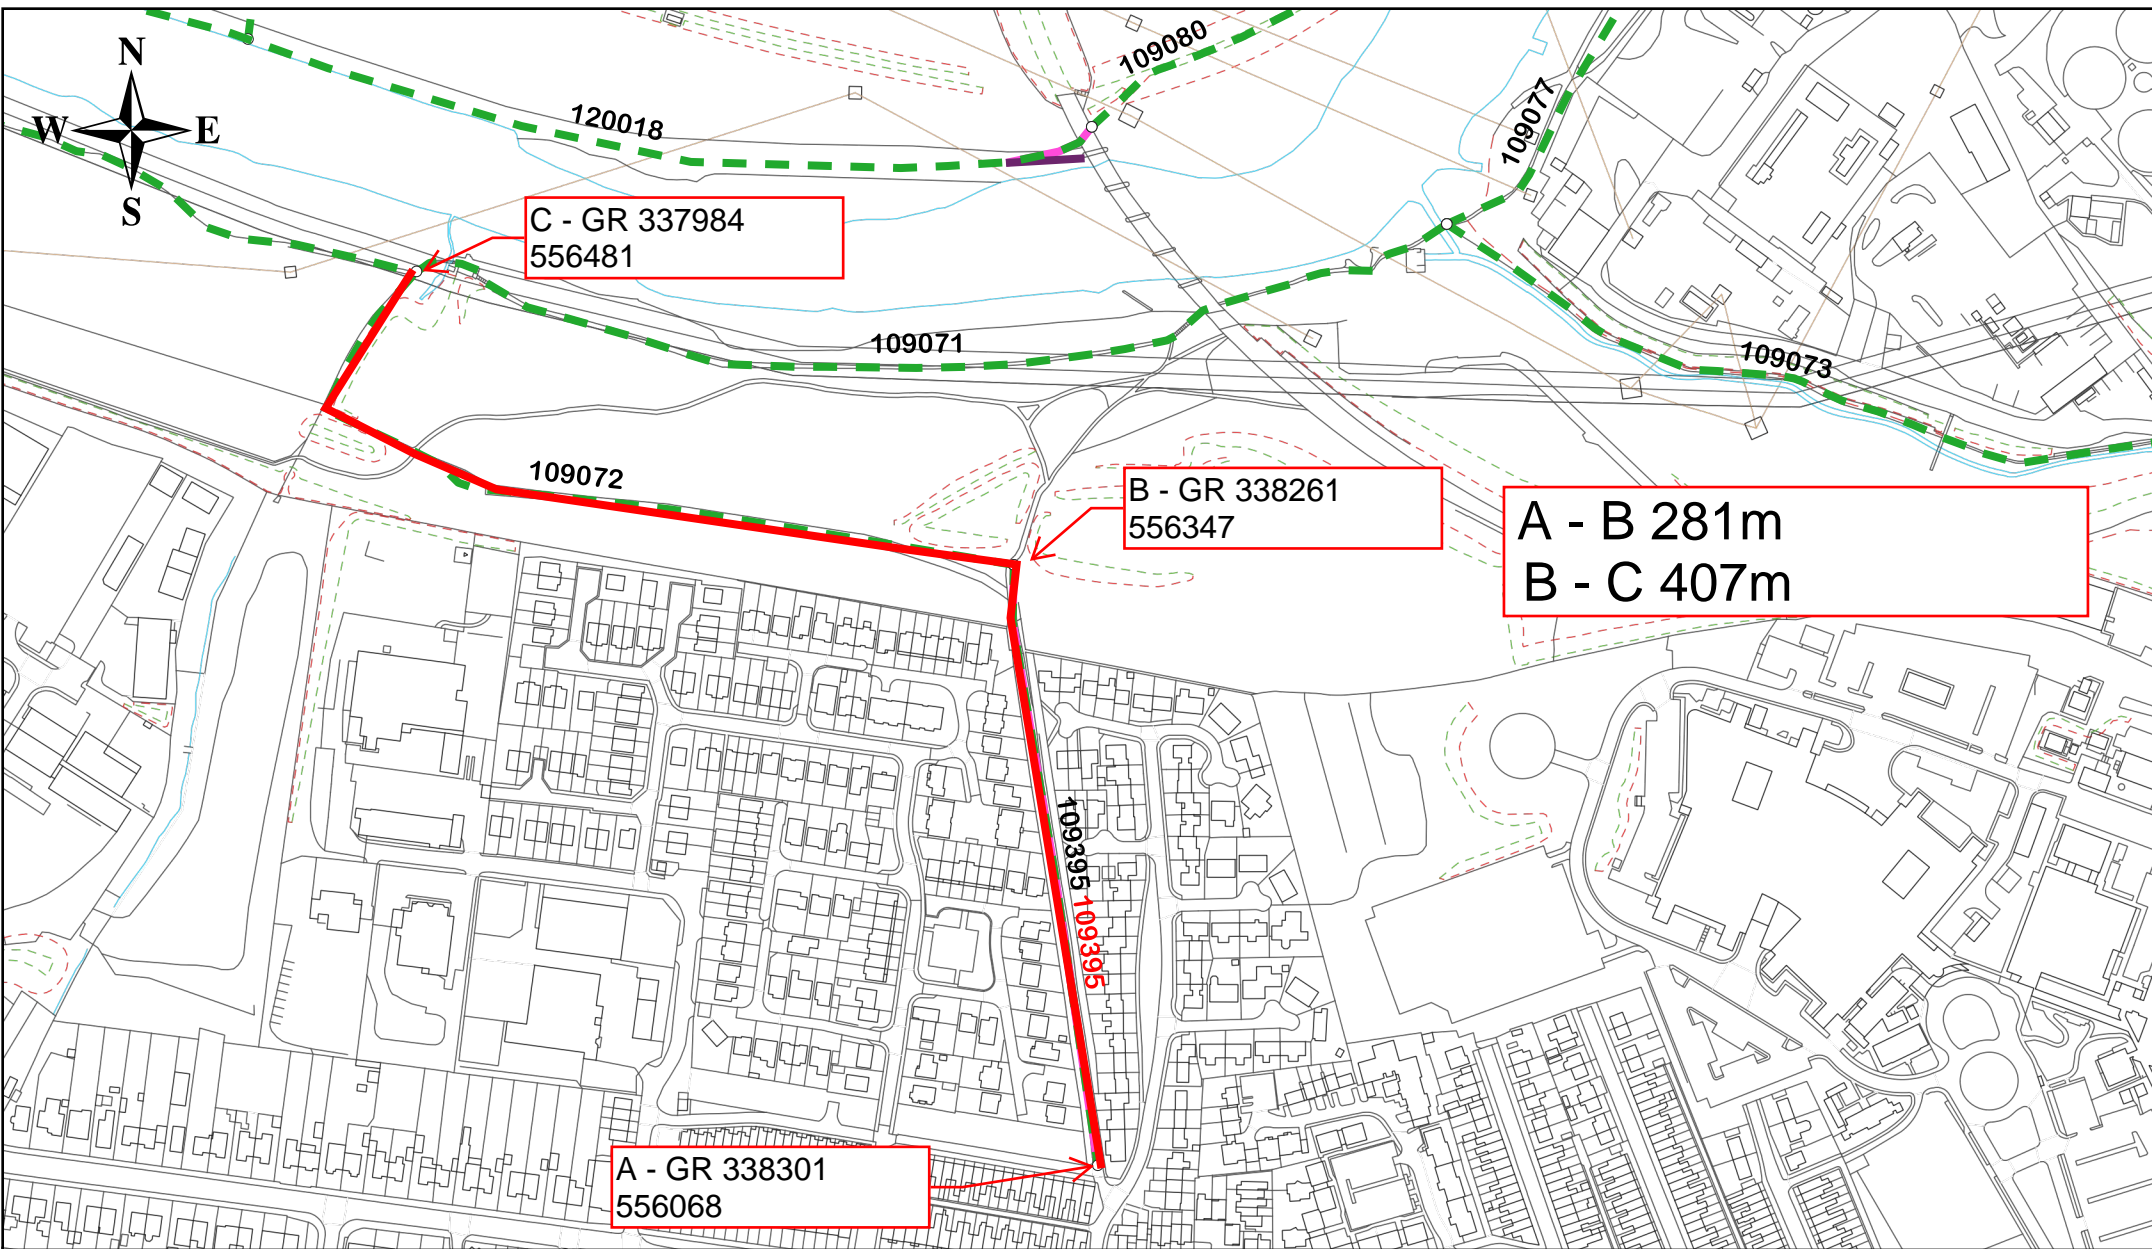 N
W E
S
120018
109080
109077
C - GR 337984
556481
109071
109073
109072
B - GR 338261
556347
A - B 281m
B - C 407m
109395 109395
A - GR 338301
556068